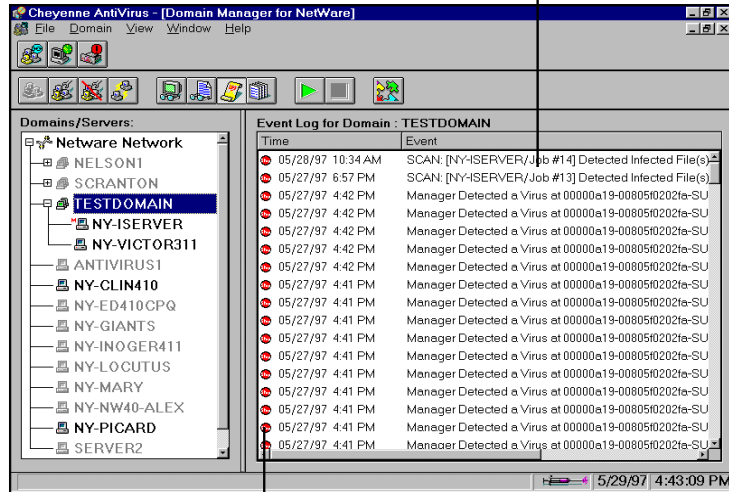 Cheyenne AntiVirus - [Domain Manager for NetWare]
File Domain View Window Help
Domains/Servers:
Netware Network
NELSON1
SCRANTON
TESTDOMAIN
NY-ISERVER
NY-VICTOR311
ANTIVIRUS1
NY-CLIN410
NY-ED410CPQ
NY-GIANTS
NY-INOGER411
NY-LOCUTUS
NY-MARY
NY-NW40-ALEX
NY-PICARD
SERVER2
Event Log for Domain : TESTDOMAIN
Time Event
05/28/97 10:34 AM SCAN: [NY-ISERVER/Job #14] Detected Infected File(s)
05/27/97 6:57 PM SCAN: [NY-ISERVER/Job #13] Detected Infected File(s)
05/27/97 4:42 PM Manager Detected a Virus at 00000a19-00805f0202fa-SU
05/27/97 4:42 PM Manager Detected a Virus at 00000a19-00805f0202fa-SU
05/27/97 4:42 PM Manager Detected a Virus at 00000a19-00805f0202fa-SU
05/27/97 4:42 PM Manager Detected a Virus at 00000a19-00805f0202fa-SU
05/27/97 4:42 PM Manager Detected a Virus at 00000a19-00805f0202fa-SU
05/27/97 4:41 PM Manager Detected a Virus at 00000a19-00805f0202fa-SU
05/27/97 4:41 PM Manager Detected a Virus at 00000a19-00805f0202fa-SU
05/27/97 4:41 PM Manager Detected a Virus at 00000a19-00805f0202fa-SU
05/27/97 4:41 PM Manager Detected a Virus at 00000a19-00805f0202fa-SU
05/27/97 4:41 PM Manager Detected a Virus at 00000a19-00805f0202fa-SU
05/27/97 4:41 PM Manager Detected a Virus at 00000a19-00805f0202fa-SU
05/27/97 4:41 PM Manager Detected a Virus at 00000a19-00805f0202fa-SU
05/27/97 4:41 PM Manager Detected a Virus at 00000a19-00805f0202fa-SU
05/27/97 4:41 PM Manager Detected a Virus at 00000a19-00805f0202fa-SU
5/29/97 4:43:09 PM